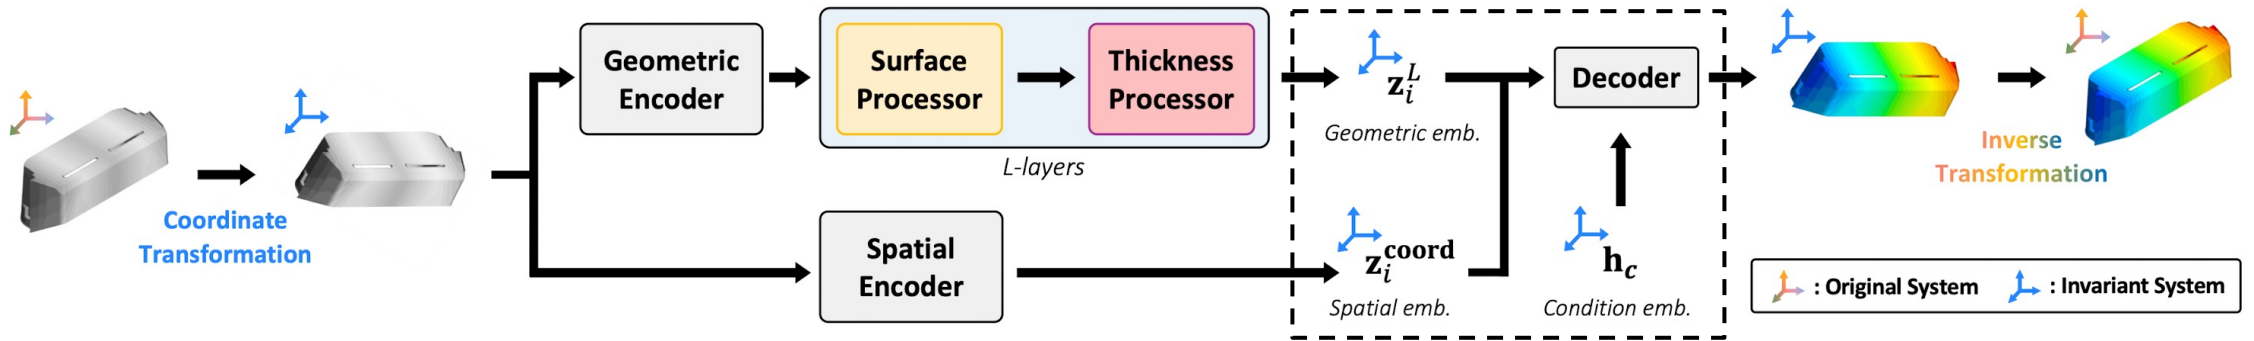 Coordinate
Transformation
Geometric
Encoder
Surface
Processor
Thickness
Processor
L-layers
Spatial
Encoder
z_i^L
Geometric emb.
z_i^coord
Spatial emb.
Decoder
h_c
Condition emb.
Inverse
Transformation
: Original System
: Invariant System